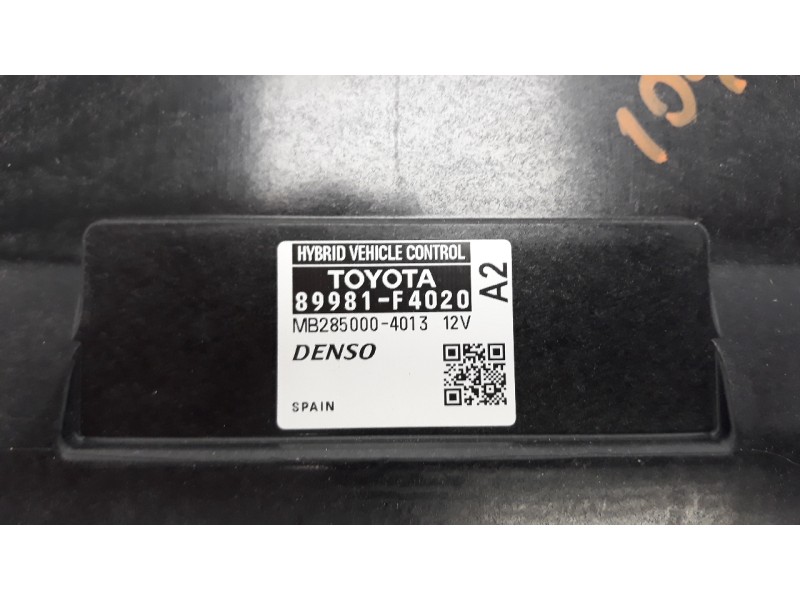 HYBRID VEHICLE CONTROL
TOYOTA
89981-F4020
A2
MB285000-4013 12V
DENSO
SPAIN